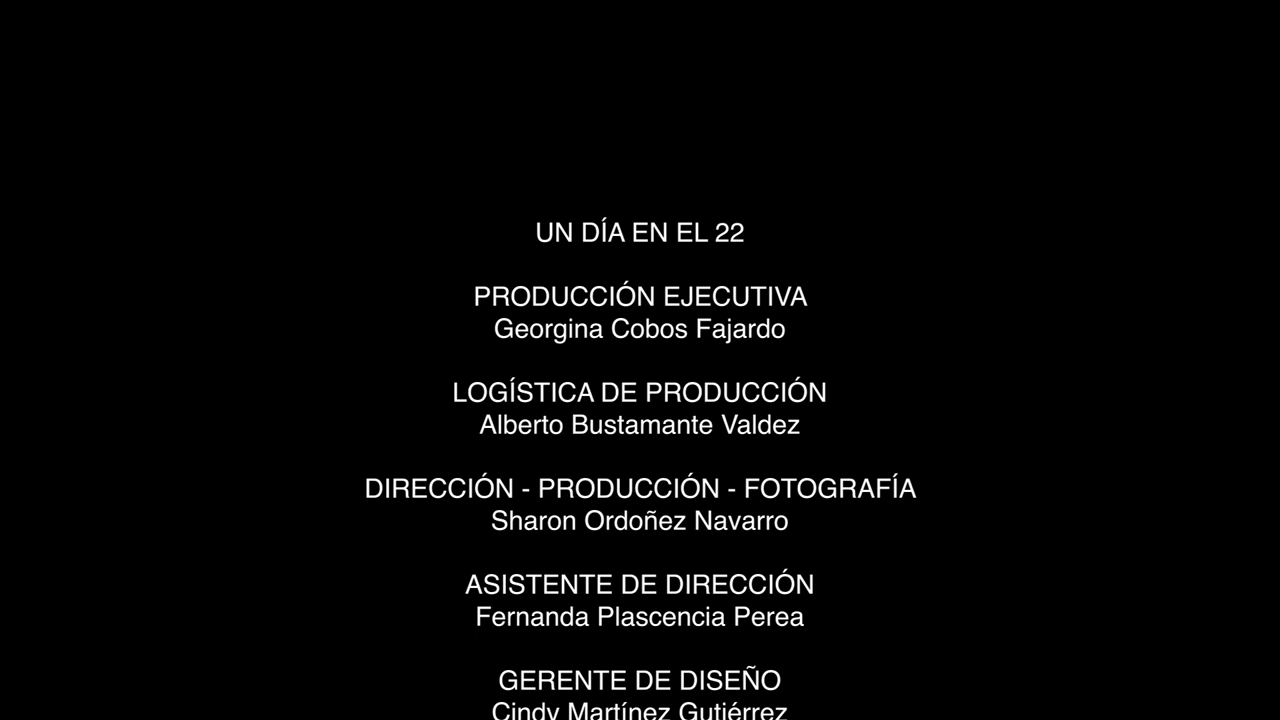 UN DÍA EN EL 22
PRODUCCIÓN EJECUTIVA
Georgina Cobos Fajardo
LOGÍSTICA DE PRODUCCIÓN
Alberto Bustamante Valdez
DIRECCIÓN - PRODUCCIÓN - FOTOGRAFÍA
Sharon Ordoñez Navarro
ASISTENTE DE DIRECCIÓN
Fernanda Plascencia Perea
GERENTE DE DISEÑO
Cindy Martínez Gutiérrez